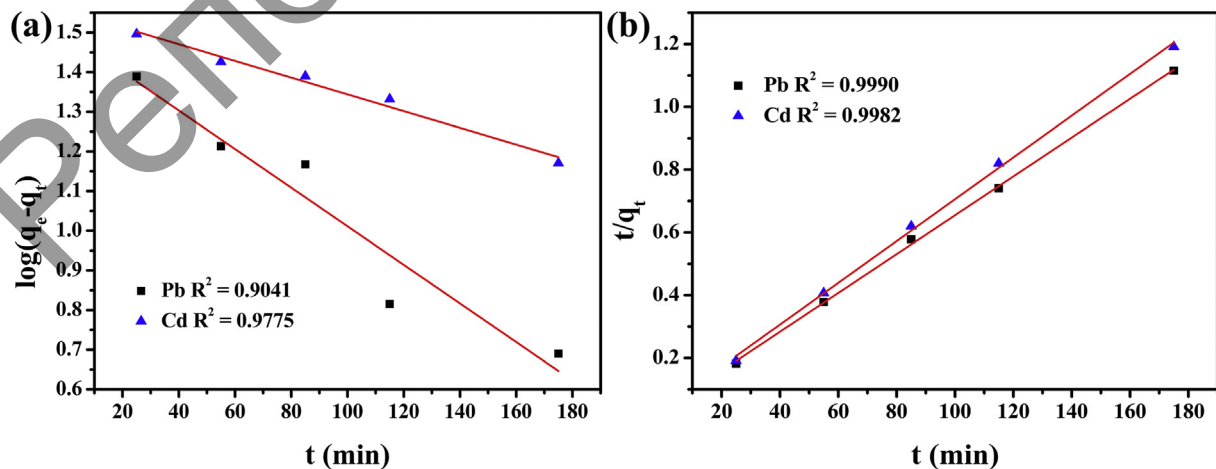 (a)
1.5
1.4
1.3
1.2
1.1
1.0
0.9
0.8
0.7
0.6
log(qe-qt)
Pb R² = 0.9041
Cd R² = 0.9775
20 40 60 80 100 120 140 160 180
t (min)
(b)
1.2
1.0
0.8
0.6
0.4
0.2
t/qt
Pb R² = 0.9990
Cd R² = 0.9982
20 40 60 80 100 120 140 160 180
t (min)